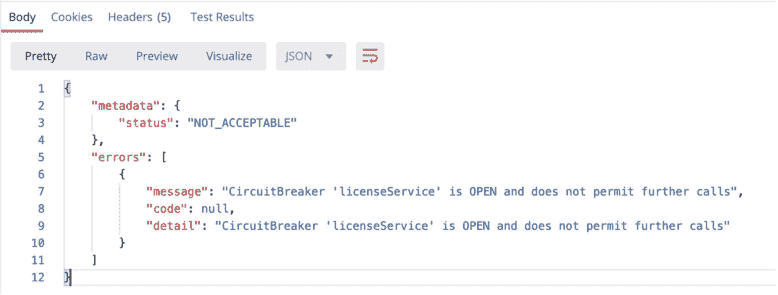 Body Cookies Headers (5) Test Results
Pretty Raw Preview Visualize JSON
1 {
2 "metadata": {
3 "status": "NOT_ACCEPTABLE"
4 },
5 "errors": [
6 {
7 "message": "CircuitBreaker 'licenseService' is OPEN and does not permit further calls",
8 "code": null,
9 "detail": "CircuitBreaker 'licenseService' is OPEN and does not permit further calls"
10 }
11 ]
12 }